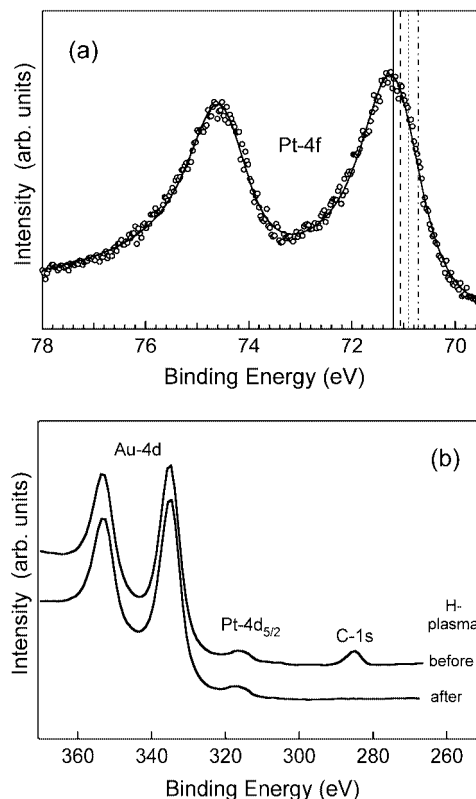 (a)
Pt-4f
Intensity (arb. units)
78 76 74 72 70
Binding Energy (eV)
(b)
Au-4d
Pt-4d5/2
C-1s
H-
plasma
before
after
Intensity (arb. units)
360 340 320 300 280 260
Binding Energy (eV)